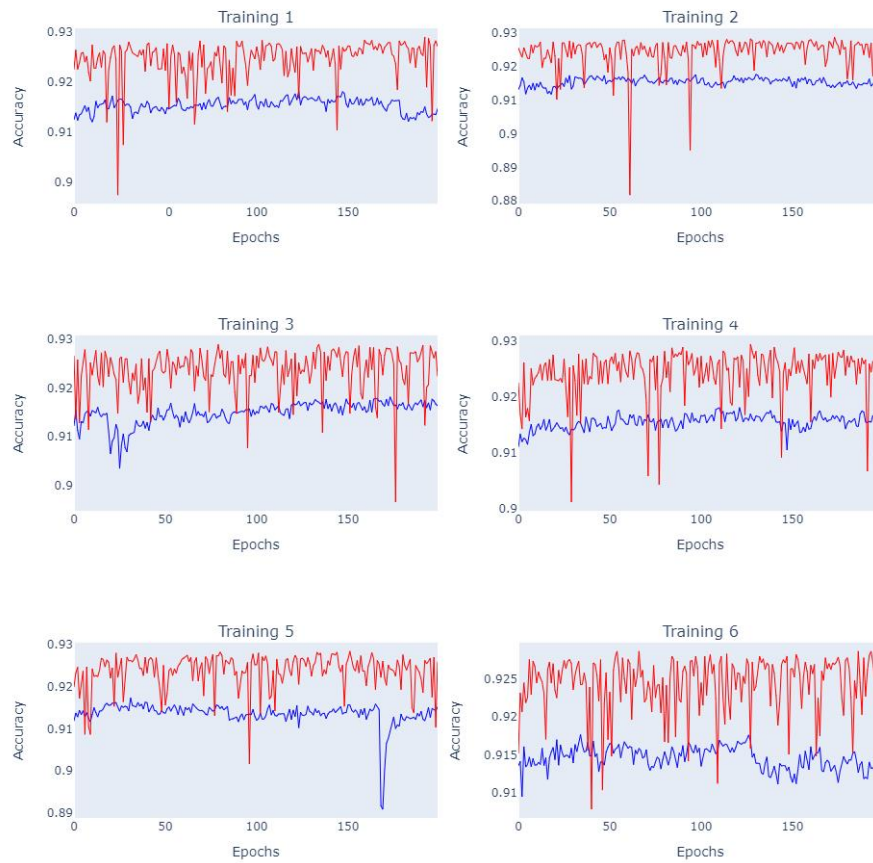 Training 1
Training 2
0.93
0.92
0.91
0.9
Accuracy
0
0
100
150
Epochs
0.93
0.92
0.91
0.9
0.89
0.88
Accuracy
0
50
100
150
Epochs
Training 3
Training 4
0.93
0.92
0.91
0.9
Accuracy
0
50
100
150
Epochs
0.93
0.92
0.91
0.9
Accuracy
0
50
100
150
Epochs
Training 5
Training 6
0.93
0.92
0.91
0.9
0.89
Accuracy
0
50
100
150
Epochs
0.925
0.92
0.915
0.91
Accuracy
0
50
100
150
Epochs